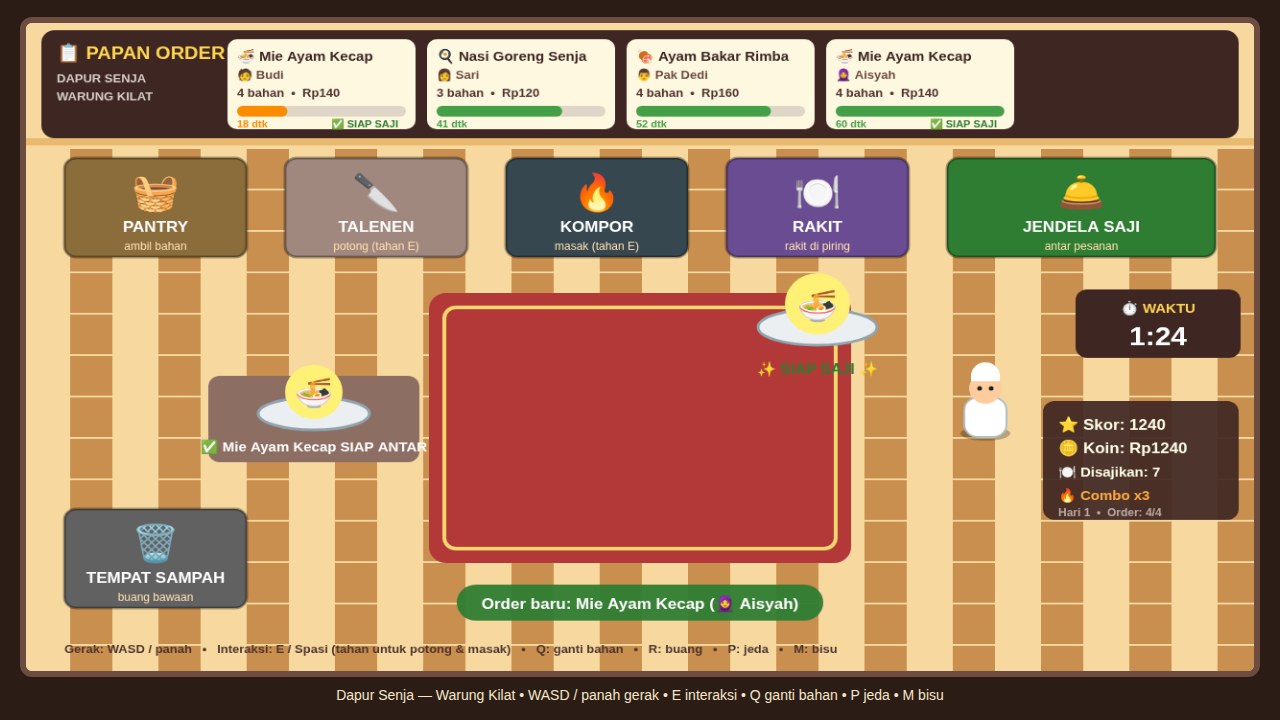 📋 PAPAN ORDER
DAPUR SENJA
WARUNG KILAT
🍜 Mie Ayam Kecap
🧑 Budi
4 bahan • Rp140
18 dtk ✅ SIAP SAJI
🍳 Nasi Goreng Senja
👩 Sari
3 bahan • Rp120
41 dtk
🍖 Ayam Bakar Rimba
👨 Pak Dedi
4 bahan • Rp160
52 dtk
🍜 Mie Ayam Kecap
🧕 Aisyah
4 bahan • Rp140
60 dtk ✅ SIAP SAJI
PANTRY
ambil bahan
TALENEN
potong (tahan E)
KOMPOR
masak (tahan E)
RAKIT
rakit di piring
JENDELA SAJI
antar pesanan
⏱️ WAKTU
1:24
✨ SIAP SAJI ✨
✅ Mie Ayam Kecap SIAP ANTAR
⭐ Skor: 1240
🪙 Koin: Rp1240
🍽️ Disajikan: 7
🔥 Combo x3
Hari 1 • Order: 4/4
TEMPAT SAMPAH
buang bawaan
Order baru: Mie Ayam Kecap (🧕 Aisyah)
Gerak: WASD / panah • Interaksi: E / Spasi (tahan untuk potong & masak) • Q: ganti bahan • R: buang • P: jeda • M: bisu
Dapur Senja — Warung Kilat • WASD / panah gerak • E interaksi • Q ganti bahan • P jeda • M bisu